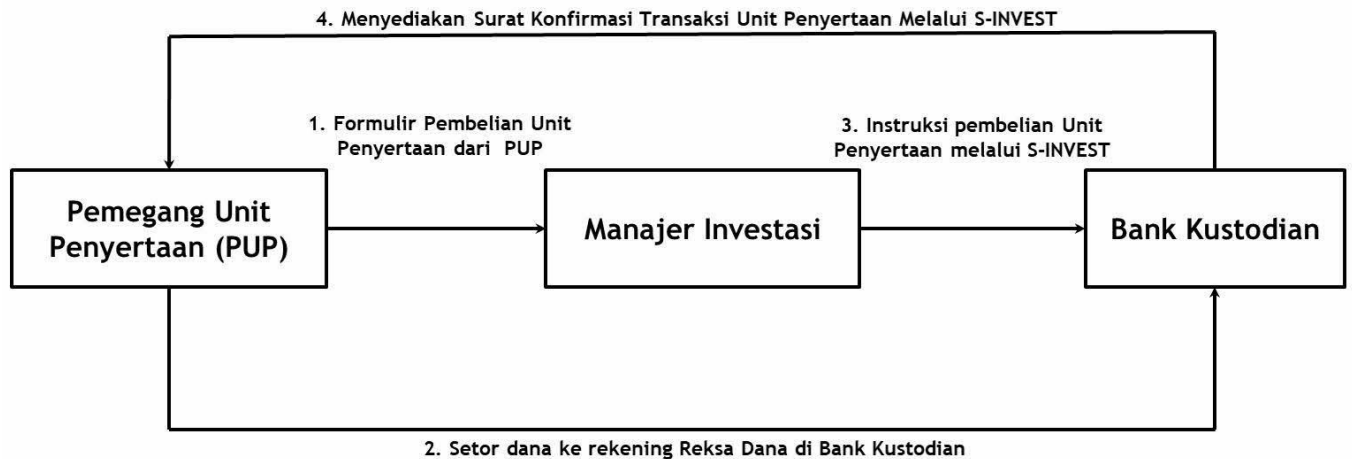 4. Menyediakan Surat Konfirmasi Transaksi Unit Penyertaan Melalui S-INVEST
1. Formulir Pembelian Unit
Penyertaan dari PUP
3. Instruksi pembelian Unit
Penyertaan melalui S-INVEST
Pemegang Unit
Penyertaan (PUP)
Manajer Investasi
Bank Kustodian
2. Setor dana ke rekening Reksa Dana di Bank Kustodian